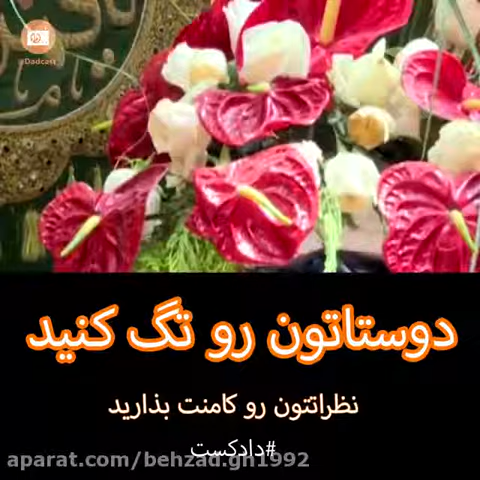 @Dadcast
دوستاتون رو تگ کنید
نظراتتون رو کامنت بذارید
#دادکست
aparat.com/behzad.gh1992